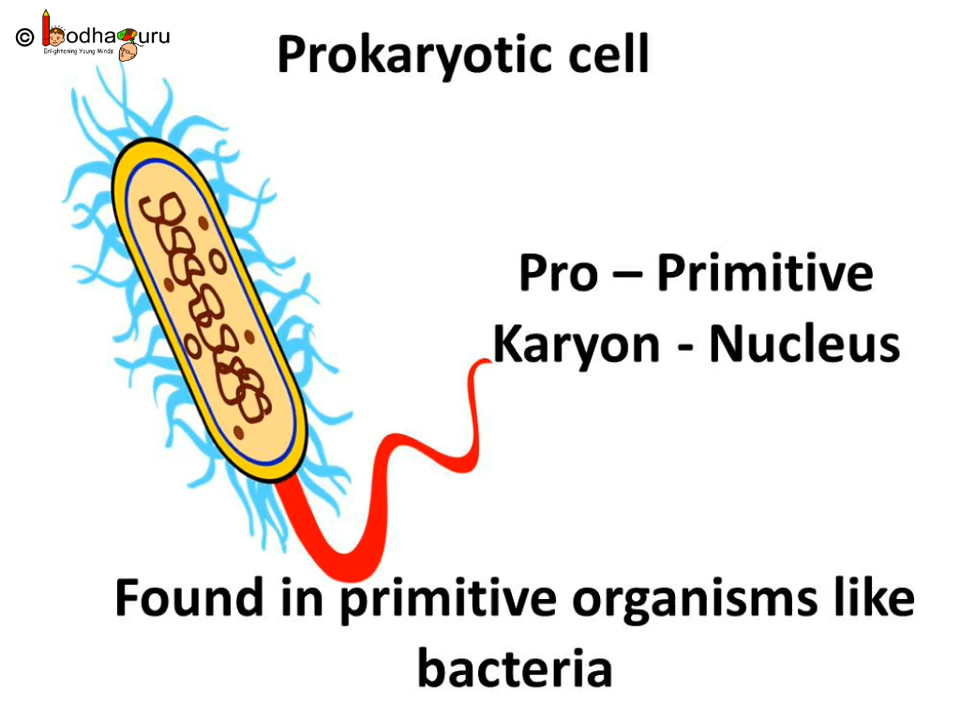 © BodhaGuru
Enlightening Young Minds
Prokaryotic cell
Pro – Primitive
Karyon - Nucleus
Found in primitive organisms like
bacteria